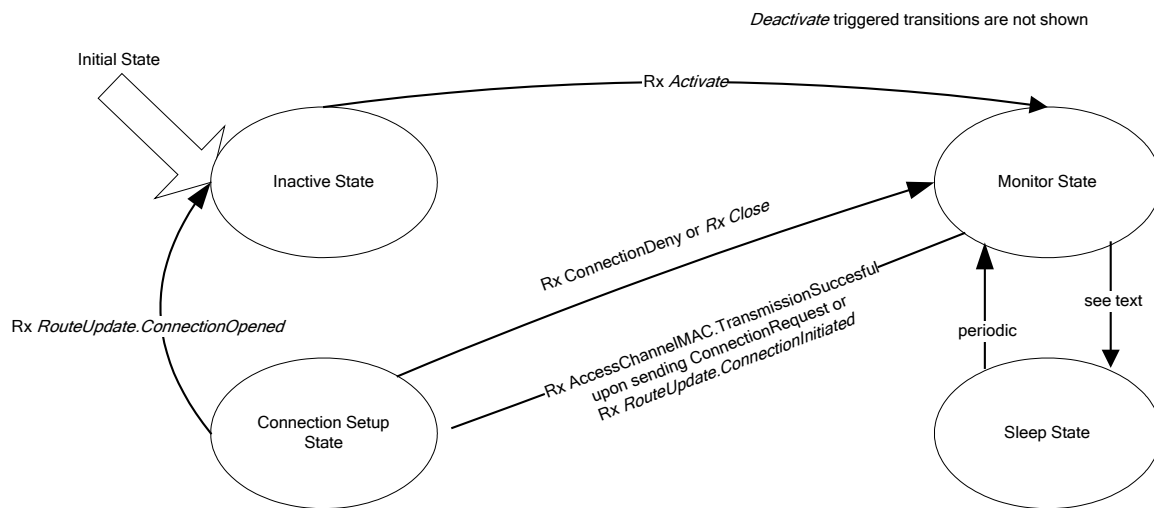 Deactivate triggered transitions are not shown
Initial State
Rx Activate
Inactive State
Monitor State
Rx ConnectionDeny or Rx Close
Rx AccessChannelMAC.TransmissionSuccesful
upon sending ConnectionRequest or
Rx RouteUpdate.ConnectionInitiated
see text
periodic
Rx RouteUpdate.ConnectionOpened
Connection Setup
State
Sleep State